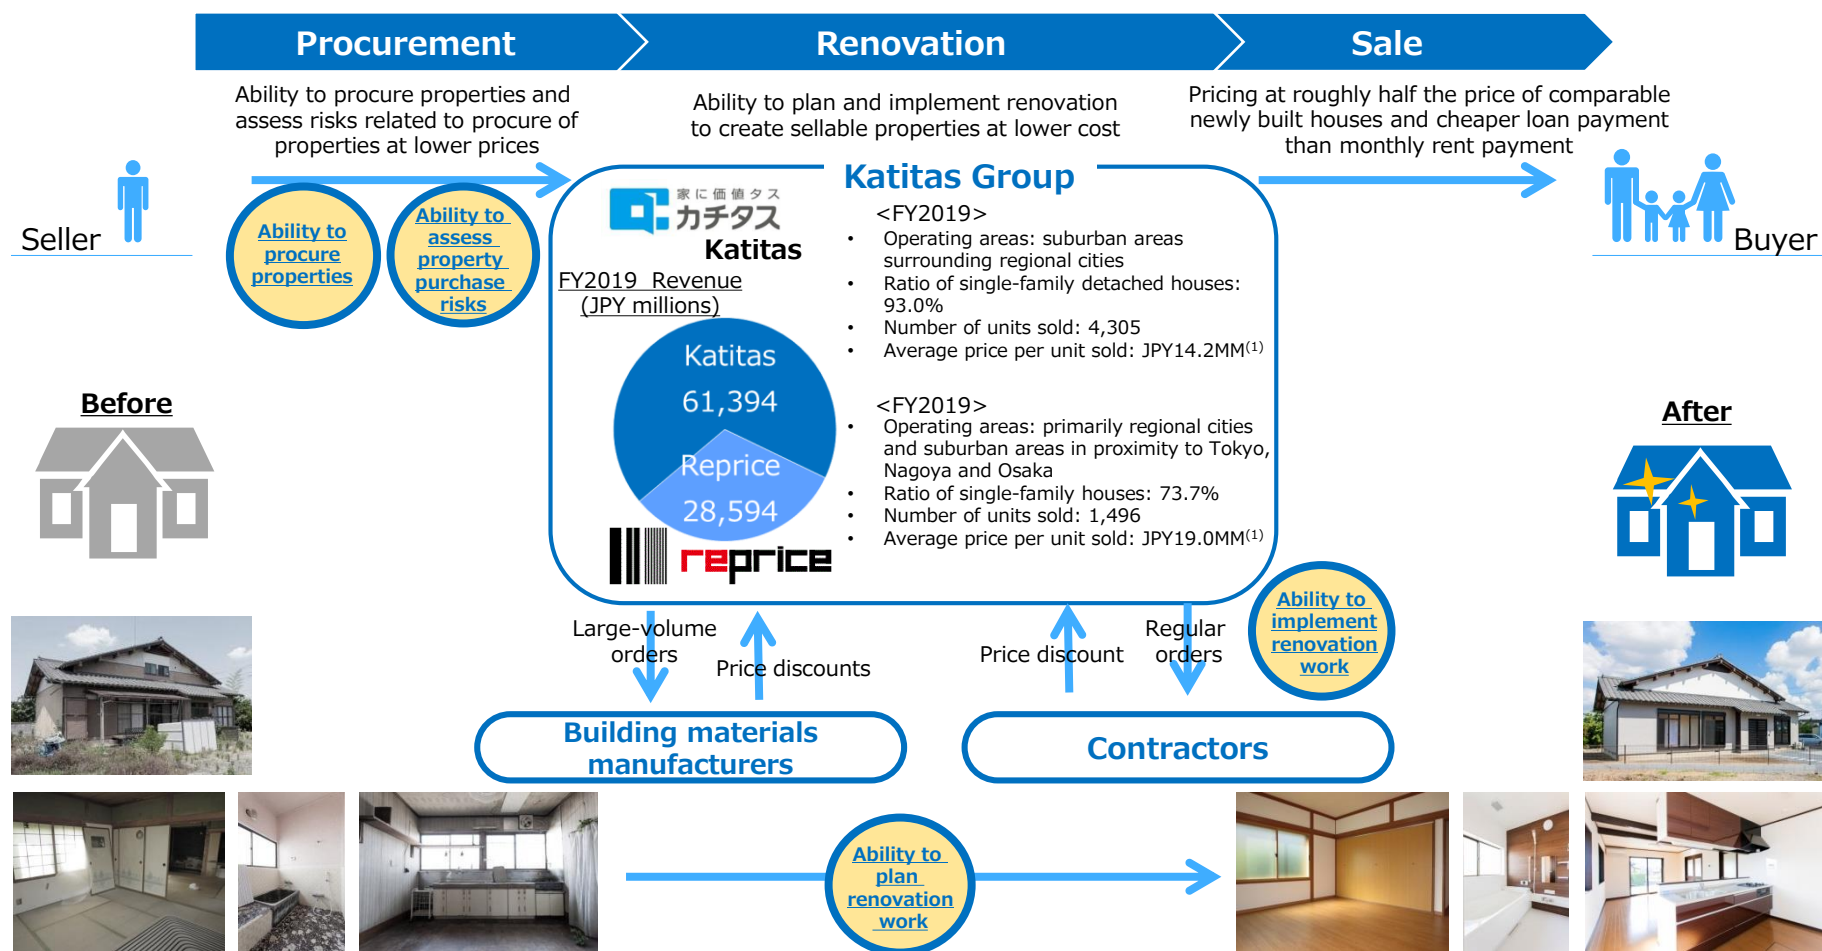 Procurement
Renovation
Sale
Ability to procure properties and
assess risks related to procure of
properties at lower prices
Ability to plan and implement renovation
to create sellable properties at lower cost
Pricing at roughly half the price of comparable
newly built houses and cheaper loan payment
than monthly rent payment
Seller
Ability to
procure
properties
Ability to
assess
property
purchase
risks
Katitas Group
家に価値タス
カチタス
Katitas
FY2019 Revenue
(JPY millions)
Katitas
61,394
Reprice
28,594
reprice
<FY2019>
• Operating areas: suburban areas
surrounding regional cities
• Ratio of single-family detached houses:
93.0%
• Number of units sold: 4,305
• Average price per unit sold: JPY14.2MM(1)
<FY2019>
• Operating areas: primarily regional cities
and suburban areas in proximity to Tokyo,
Nagoya and Osaka
• Ratio of single-family houses: 73.7%
• Number of units sold: 1,496
• Average price per unit sold: JPY19.0MM(1)
Buyer
Before
After
Large-volume
orders
Price discounts
Price discount
Regular
orders
Ability to
implement
renovation
work
Building materials
manufacturers
Contractors
Ability to
plan
renovation
work